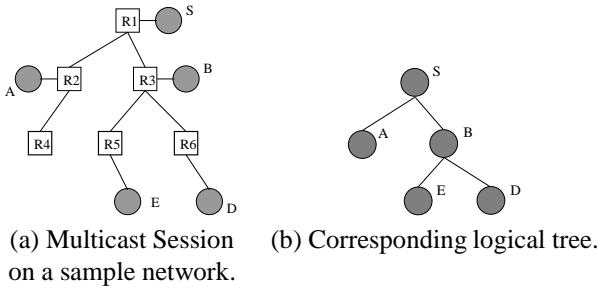 S
R1
A
R2
R3
B
R4
R5
R6
E
D
(a) Multicast Session
on a sample network.
S
A
B
E
D
(b) Corresponding logical tree.